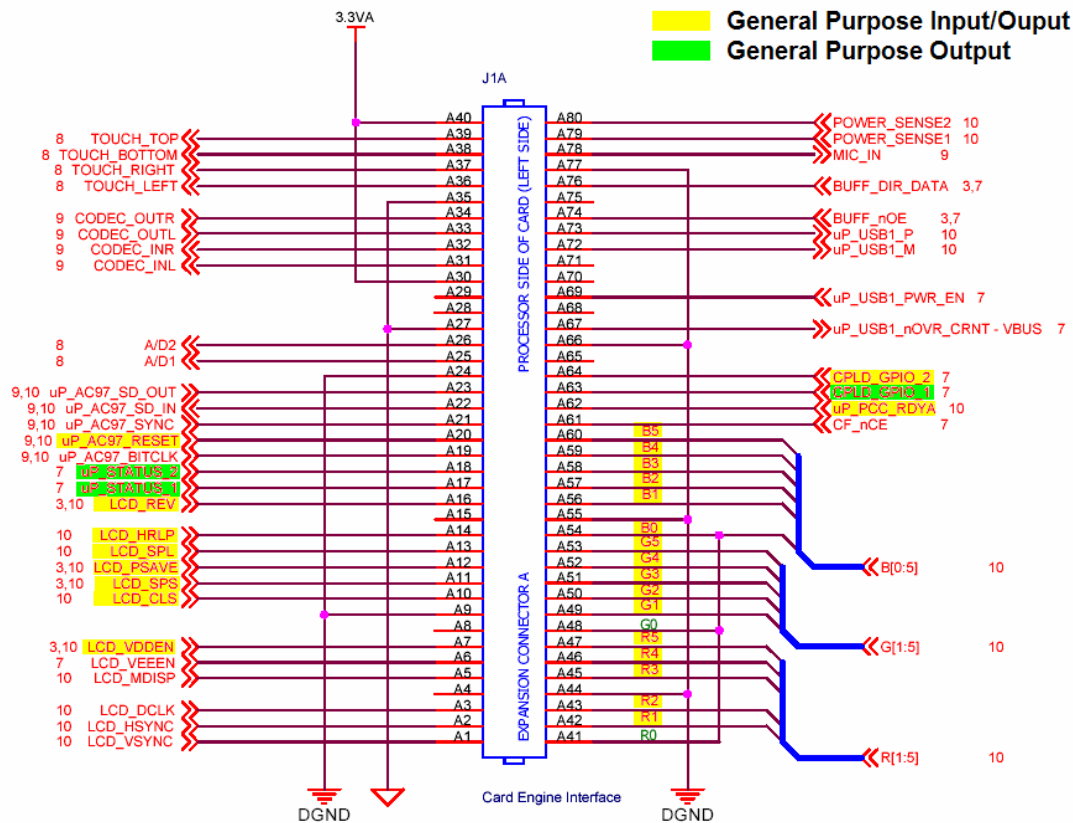 3.3VA
General Purpose Input/Ouput
General Purpose Output
J1A
PROCESSOR SIDE OF CARD (LEFT SIDE)
EXPANSION CONNECTOR A
A40 A80 POWER_SENSE2 10
8 TOUCH_TOP A39 A79 POWER_SENSE1 10
8 TOUCH_BOTTOM A38 A78 MIC_IN 9
8 TOUCH_RIGHT A37 A77
8 TOUCH_LEFT A36 A76 BUFF_DIR_DATA 3,7
A35 A75
9 CODEC_OUTR A34 A74 BUFF_nOE 3,7
9 CODEC_OUTL A33 A73 uP_USB1_P 10
9 CODEC_INR A32 A72 uP_USB1_M 10
9 CODEC_INL A31 A71
A30 A70
A29 A69 uP_USB1_PWR_EN 7
A28 A68
A27 A67 uP_USB1_nOVR_CRNT - VBUS 7
8 A/D2 A26 A66
8 A/D1 A25 A65
A24 A64 CPLD_GPIO_2 7
9,10 uP_AC97_SD_OUT A23 A63 CPLD_GPIO_1 7
9,10 uP_AC97_SD_IN A22 A62 uP_PCC_RDYA 10
9,10 uP_AC97_SYNC A21 A61 CF_nCE 7
9,10 uP_AC97_RESET A20 A60 B5
9,10 uP_AC97_BITCLK A19 A59 B4
7 uP_STATUS_2 A18 A58 B3
7 uP_STATUS_1 A17 A57 B2
3,10 LCD_REV A16 A56 B1
A15 A55
10 LCD_HRLP A14 A54 B0
10 LCD_SPL A13 A53 G5
3,10 LCD_PSAVE A12 A52 G4
B[0:5] 10
3,10 LCD_SPS A11 A51 G3
10 LCD_CLS A10 A50 G2
A9 A49 G1
A8 A48 G0
3,10 LCD_VDDEN A7 A47 R5
G[1:5] 10
7 LCD_VEEEN A6 A46 R4
10 LCD_MDISP A5 A45 R3
A4 A44
10 LCD_DCLK A3 A43 R2
10 LCD_HSYNC A2 A42 R1
10 LCD_VSYNC A1 A41 R0
R[1:5] 10
Card Engine Interface
DGND
DGND